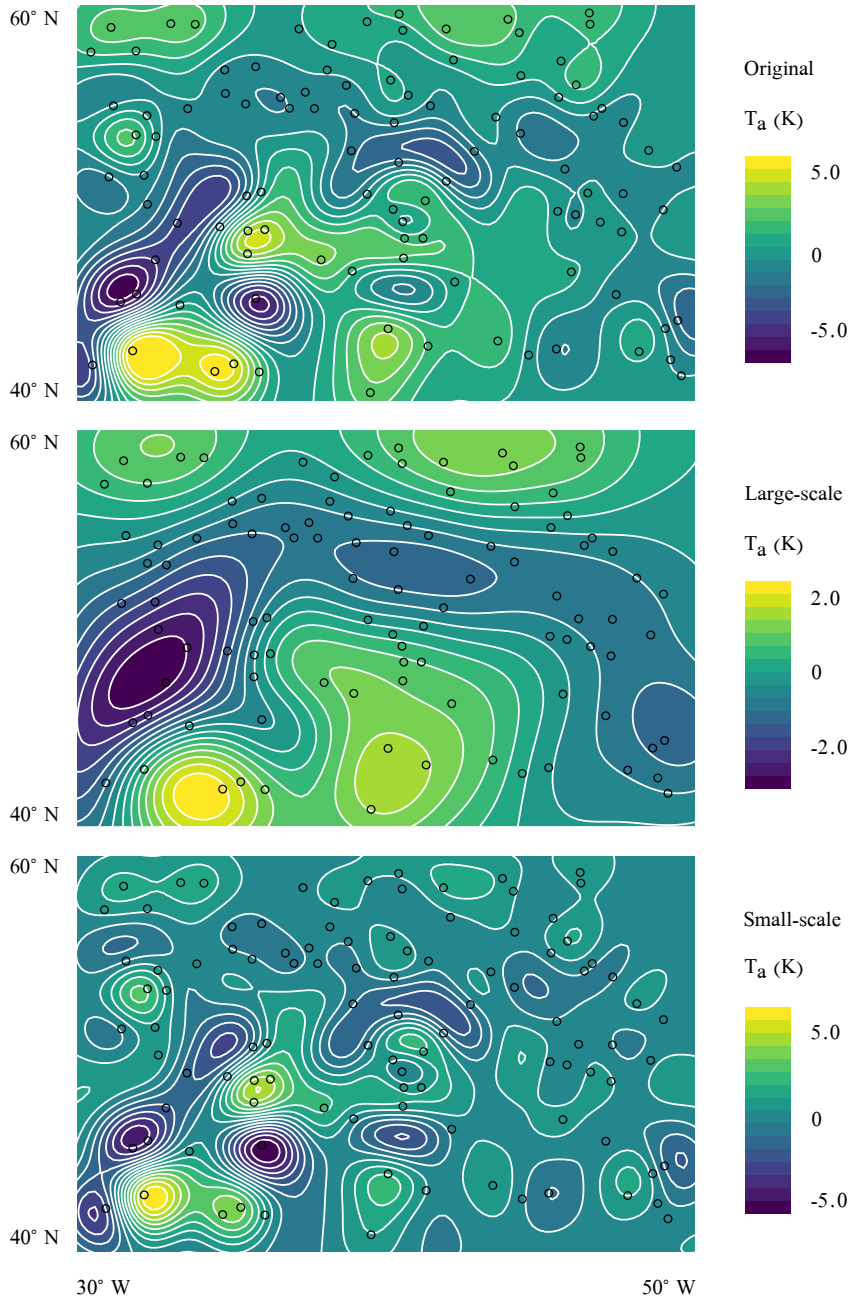 60° N
40° N
Original
Ta (K)
5.0
0
-5.0
60° N
40° N
Large-scale
Ta (K)
2.0
0
-2.0
60° N
40° N
Small-scale
Ta (K)
5.0
0
-5.0
30° W
50° W